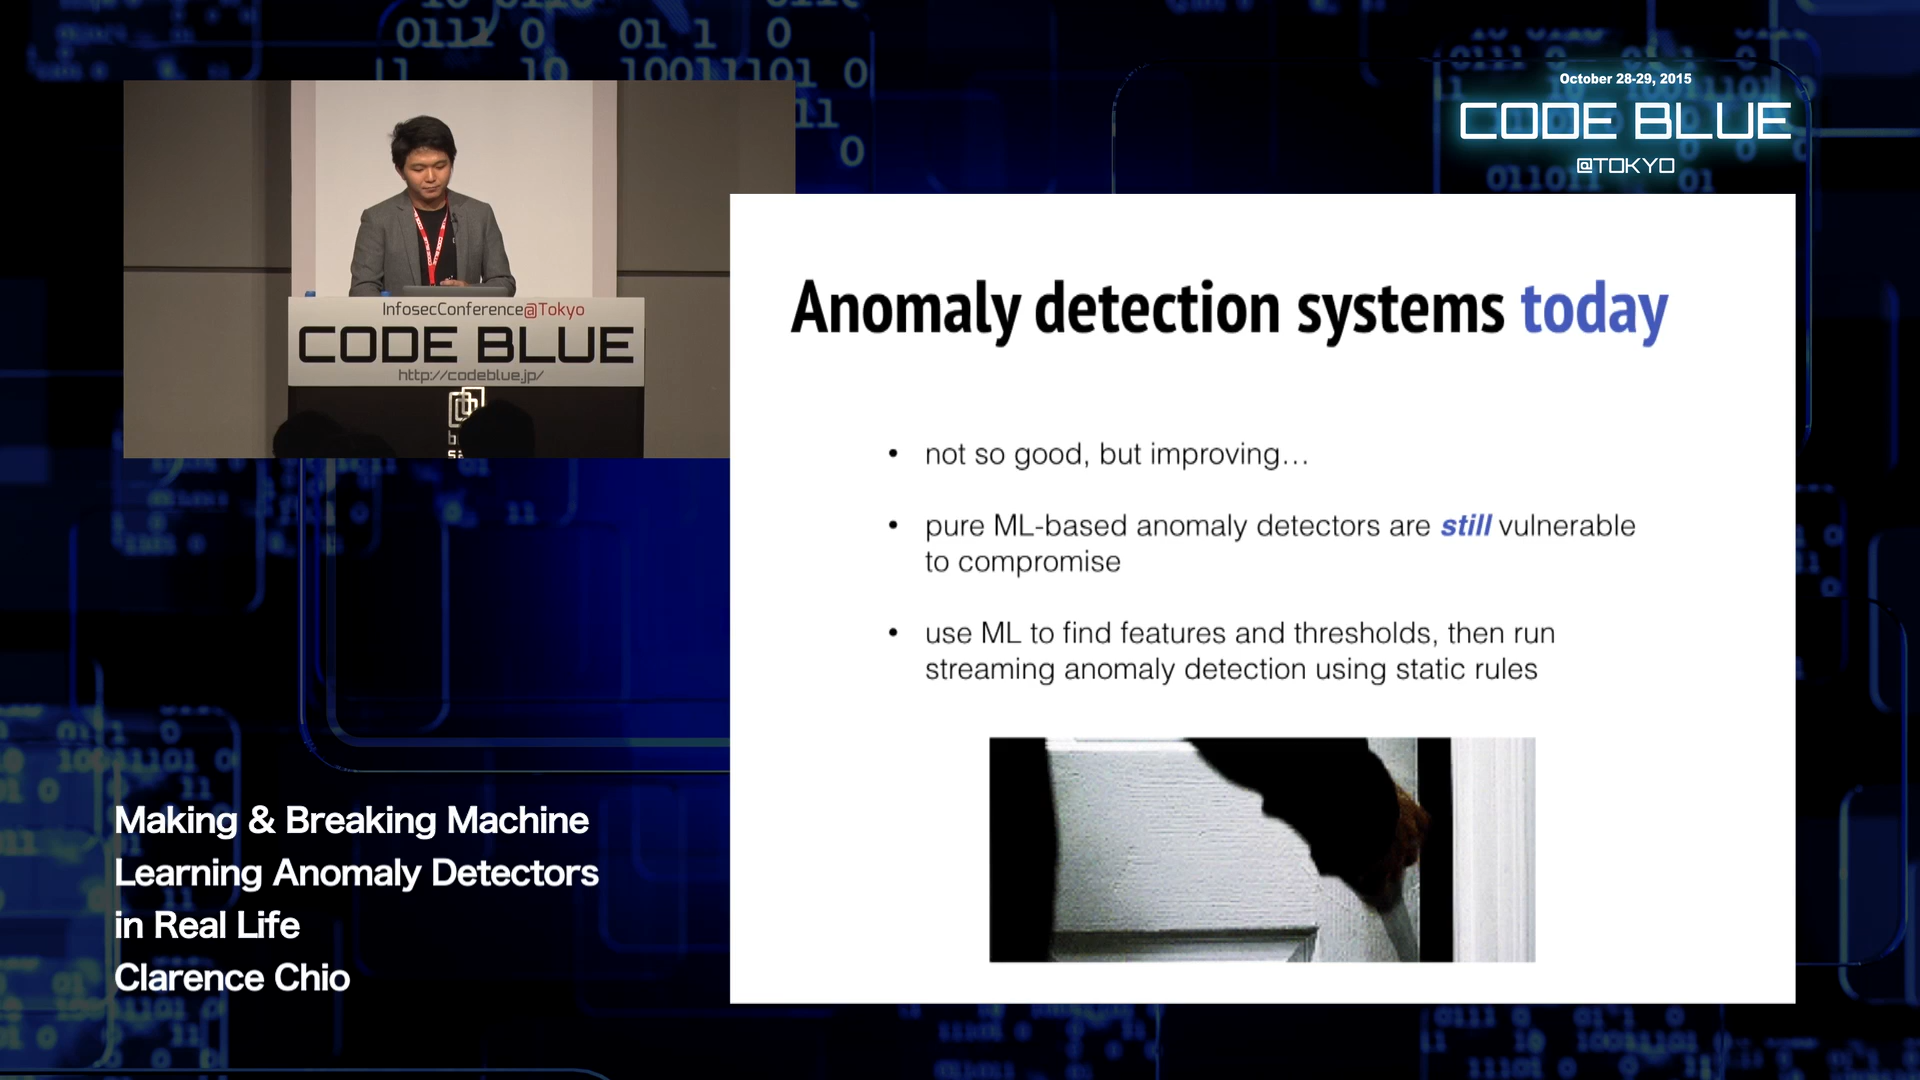 October 28-29, 2015
CODE BLUE
@TOKYO
InfosecConference@Tokyo
CODE BLUE
http://codeblue.jp/
Anomaly detection systems today
• not so good, but improving…
• pure ML-based anomaly detectors are still vulnerable
to compromise
• use ML to find features and thresholds, then run
streaming anomaly detection using static rules
Making & Breaking Machine
Learning Anomaly Detectors
in Real Life
Clarence Chio